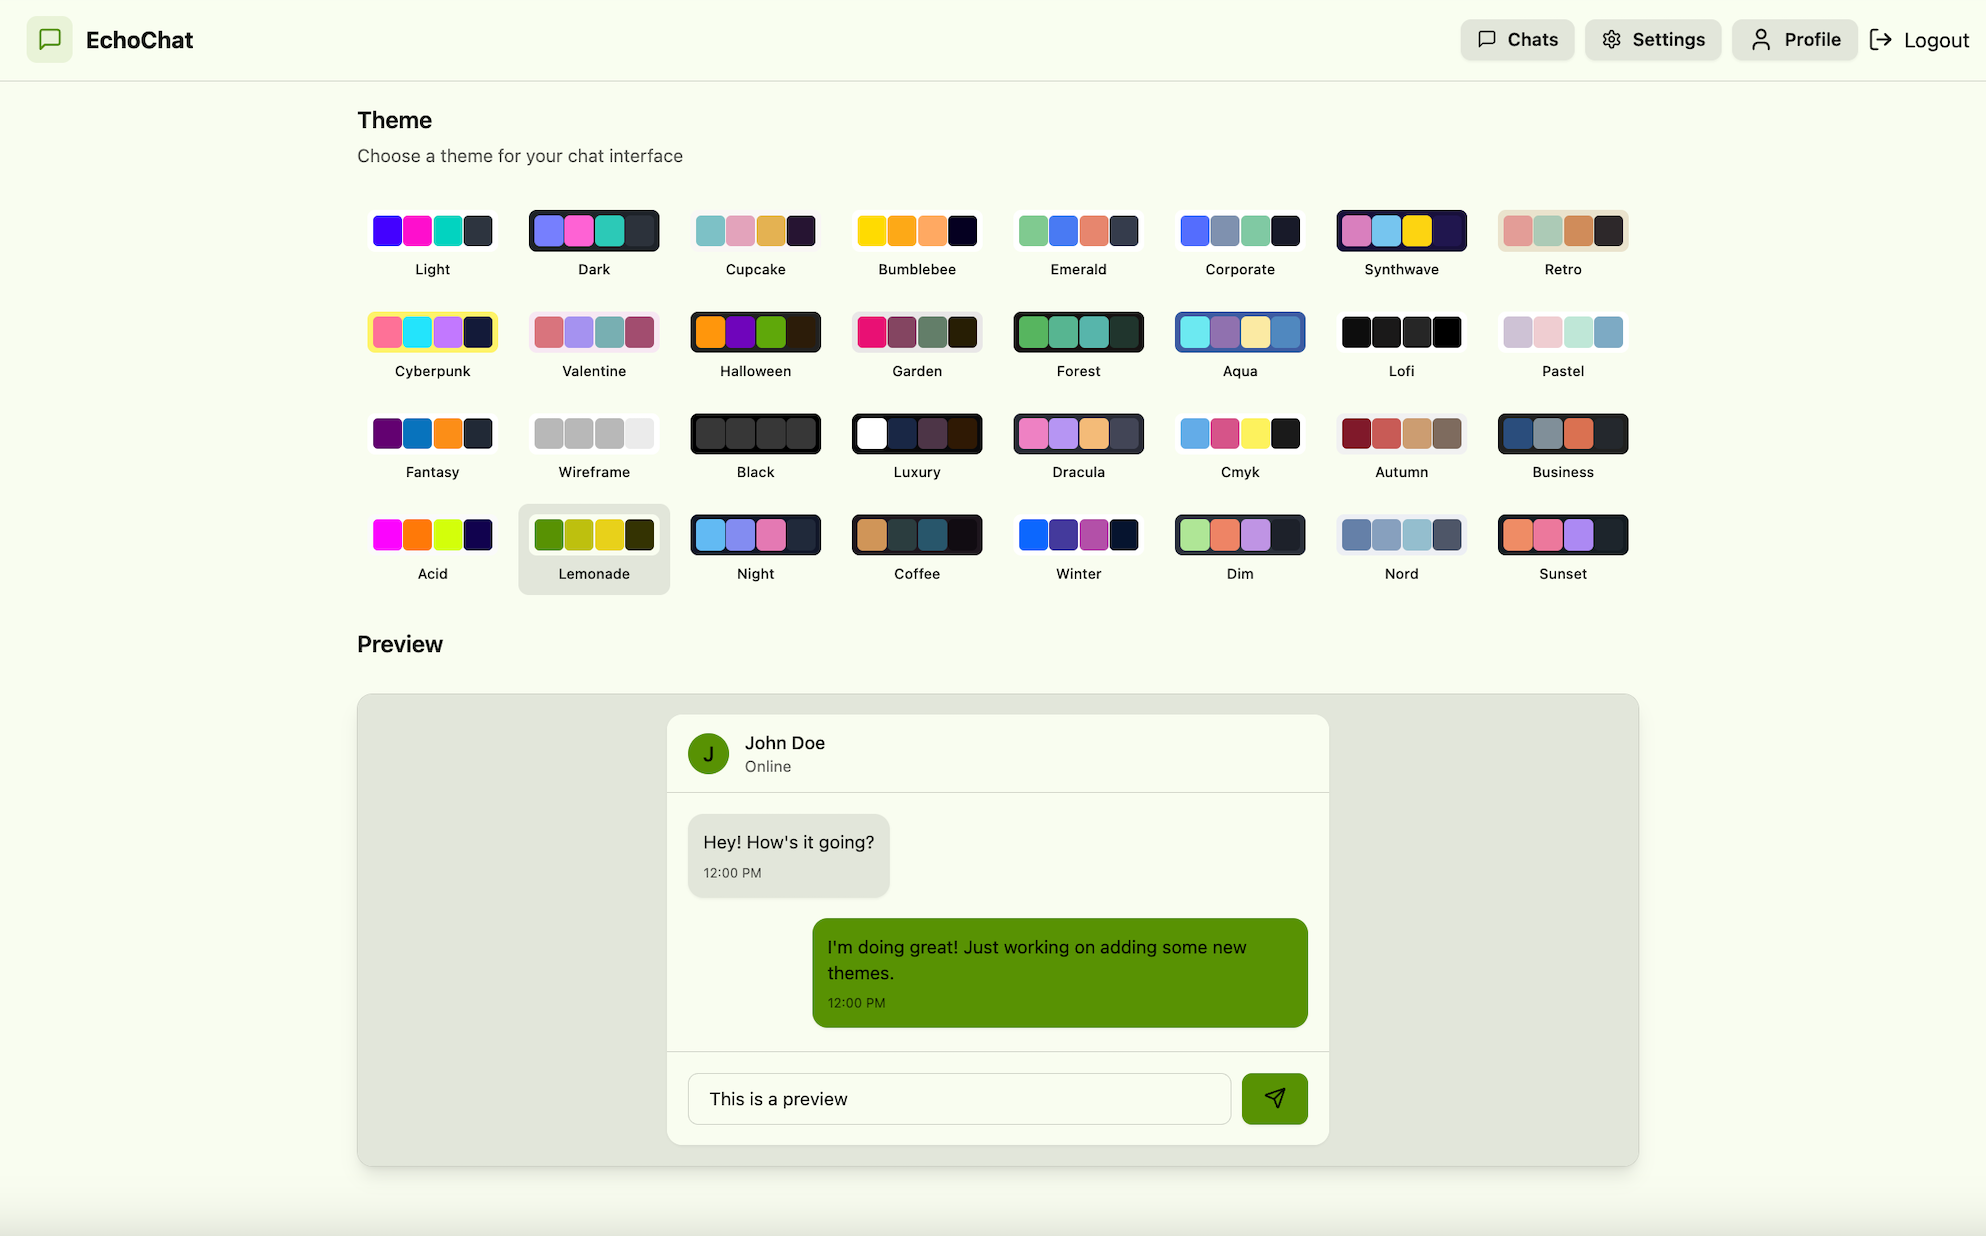 EchoChat
Chats
Settings
Profile
Logout
Theme
Choose a theme for your chat interface
Light
Dark
Cupcake
Bumblebee
Emerald
Corporate
Synthwave
Retro
Cyberpunk
Valentine
Halloween
Garden
Forest
Aqua
Lofi
Pastel
Fantasy
Wireframe
Black
Luxury
Dracula
Cmyk
Autumn
Business
Acid
Lemonade
Night
Coffee
Winter
Dim
Nord
Sunset
Preview
J
John Doe
Online
Hey! How's it going?
12:00 PM
I'm doing great! Just working on adding some new
themes.
12:00 PM
This is a preview